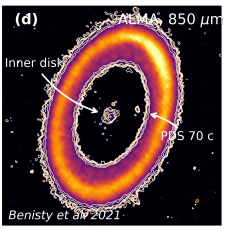 (d)
ALMA, 850 μm
Inner disk
PDS 70 c
Benisty et al. 2021